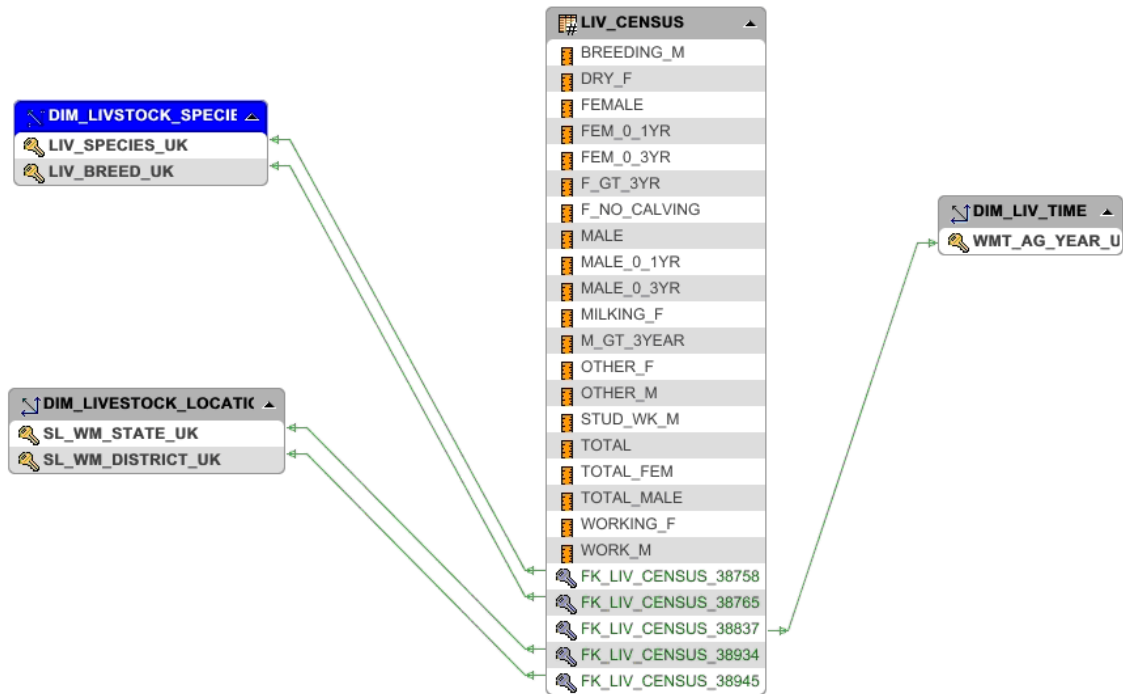 LIV_CENSUS
BREEDING_M
DRY_F
FEMALE
FEM_0_1YR
FEM_0_3YR
F_GT_3YR
F_NO_CALVING
MALE
MALE_0_1YR
MALE_0_3YR
MILKING_F
M_GT_3YEAR
OTHER_F
OTHER_M
STUD_WK_M
TOTAL
TOTAL_FEM
TOTAL_MALE
WORKING_F
WORK_M
FK_LIV_CENSUS_38758
FK_LIV_CENSUS_38765
FK_LIV_CENSUS_38837
FK_LIV_CENSUS_38934
FK_LIV_CENSUS_38945
DIM_LIVSTOCK_SPECIE
LIV_SPECIES_UK
LIV_BREED_UK
DIM_LIVESTOCK_LOCATIC
SL_WM_STATE_UK
SL_WM_DISTRICT_UK
DIM_LIV_TIME
WMT_AG_YEAR_U